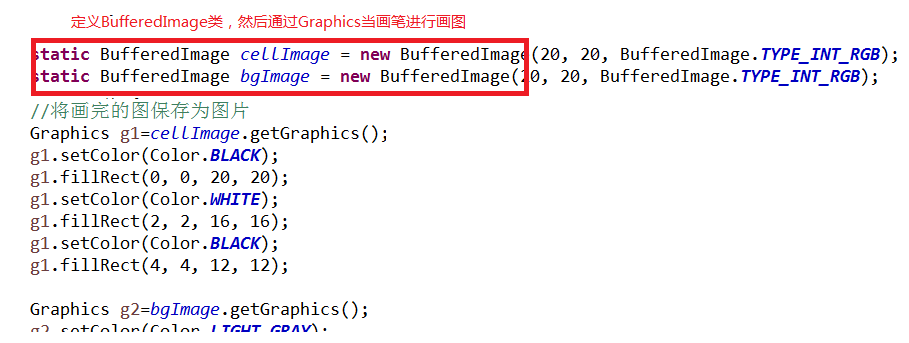 定义BufferedImage类，然后通过Graphics当画笔进行画图
static BufferedImage cellImage = new BufferedImage(20, 20, BufferedImage.TYPE_INT_RGB);
static BufferedImage bgImage = new BufferedImage(20, 20, BufferedImage.TYPE_INT_RGB);
//将画完的图保存为图片
Graphics g1=cellImage.getGraphics();
g1.setColor(Color.BLACK);
g1.fillRect(0, 0, 20, 20);
g1.setColor(Color.WHITE);
g1.fillRect(2, 2, 16, 16);
g1.setColor(Color.BLACK);
g1.fillRect(4, 4, 12, 12);
Graphics g2=bgImage.getGraphics();
g2.setColor(Color.LIGHT_GRAY);